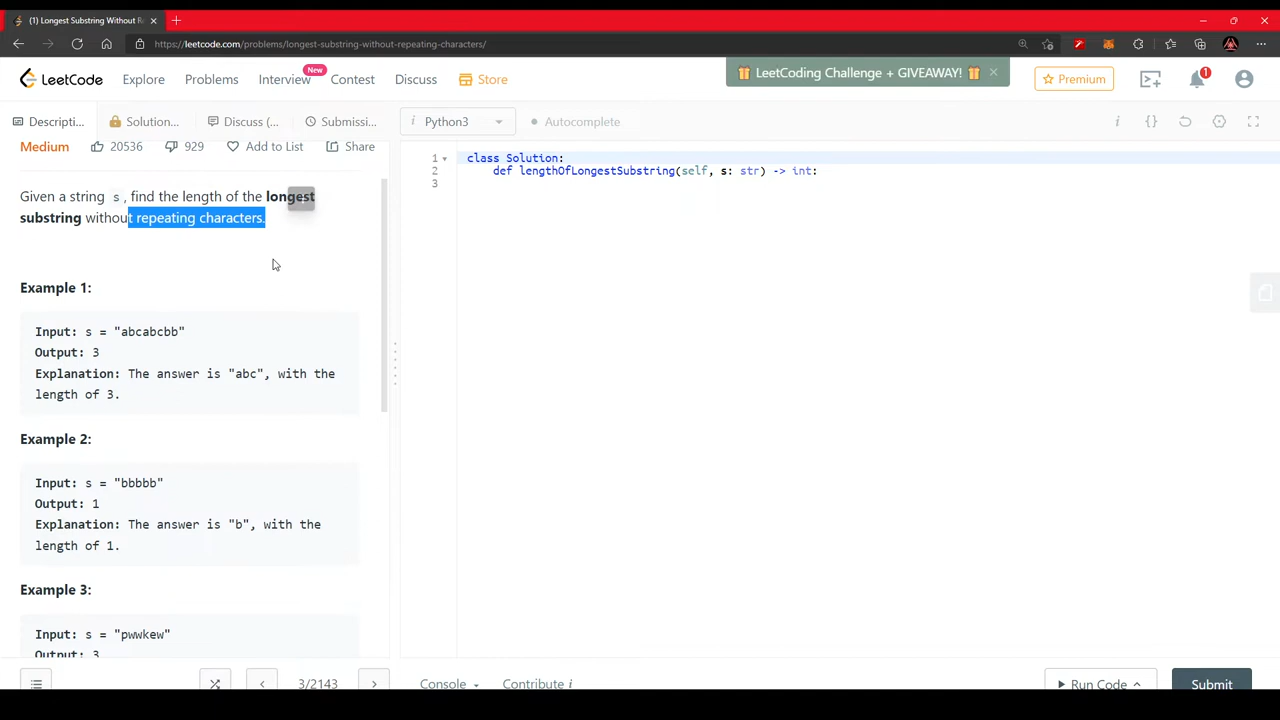 (1) Longest Substring Without Re
https://leetcode.com/problems/longest-substring-without-repeating-characters/
LeetCode Explore Problems Interview New Contest Discuss Store
LeetCoding Challenge + GIVEAWAY!
Premium
1
Descripti... Solution... Discuss (... Submissi...
i Python3 Autocomplete
Medium 20536 929 Add to List Share
Given a string s, find the length of the longest
substring without repeating characters.
Example 1:
Input: s = "abcabcbb"
Output: 3
Explanation: The answer is "abc", with the
length of 3.
Example 2:
Input: s = "bbbbb"
Output: 1
Explanation: The answer is "b", with the
length of 1.
Example 3:
Input: s = "pwwkew"
Output: 3
1 class Solution:
2 def lengthOfLongestSubstring(self, s: str) -> int:
3
3/2143
Console Contribute i
Run Code Submit